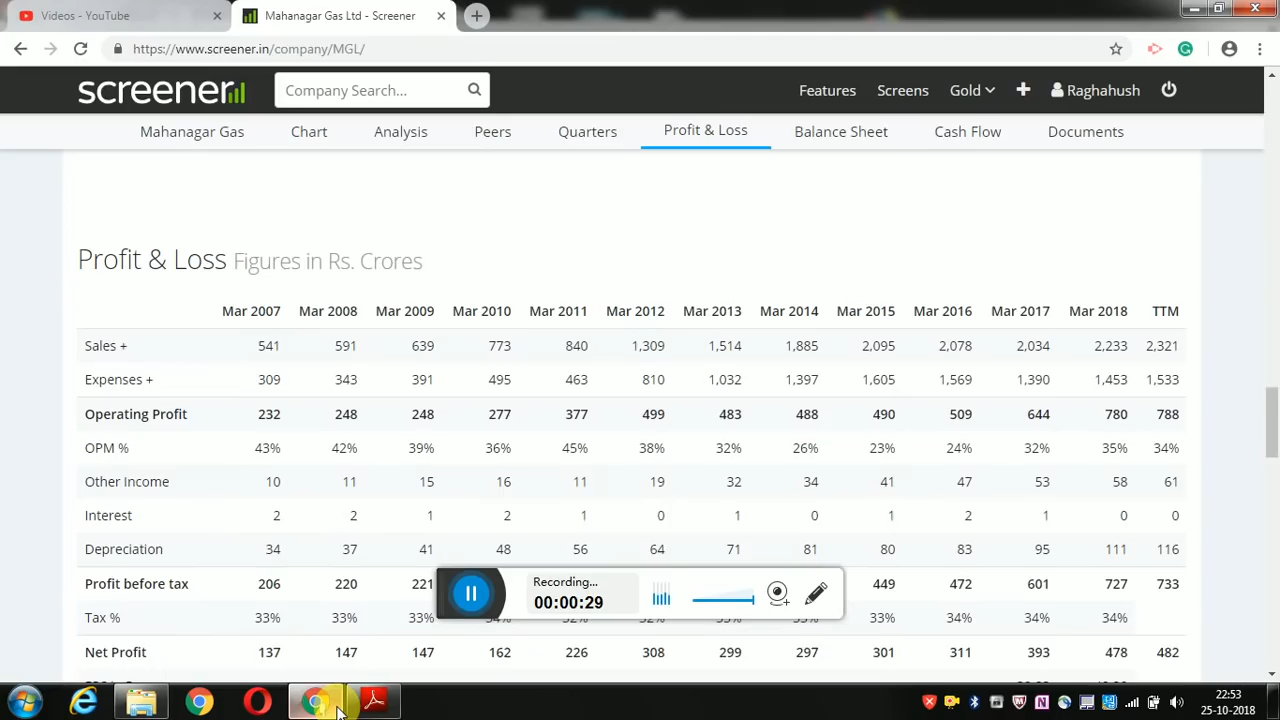 Videos - YouTube
Mahanagar Gas Ltd - Screener
https://www.screener.in/company/MGL/
screener
Company Search...
Features
Screens
Gold
Raghahush
Mahanagar Gas
Chart
Analysis
Peers
Quarters
Profit & Loss
Balance Sheet
Cash Flow
Documents
Profit & Loss Figures in Rs. Crores
Mar 2007 Mar 2008 Mar 2009 Mar 2010 Mar 2011 Mar 2012 Mar 2013 Mar 2014 Mar 2015 Mar 2016 Mar 2017 Mar 2018 TTM
Sales + 541 591 639 773 840 1,309 1,514 1,885 2,095 2,078 2,034 2,233 2,321
Expenses + 309 343 391 495 463 810 1,032 1,397 1,605 1,569 1,390 1,453 1,533
Operating Profit 232 248 248 277 377 499 483 488 490 509 644 780 788
OPM % 43% 42% 39% 36% 45% 38% 32% 26% 23% 24% 32% 35% 34%
Other Income 10 11 15 16 11 19 32 34 41 47 53 58 61
Interest 2 2 1 2 1 0 1 0 1 2 1 0 0
Depreciation 34 37 41 48 56 64 71 81 80 83 95 111 116
Profit before tax 206 220 221 449 472 601 727 733
Recording...
00:00:29
Tax % 33% 33% 33% 33% 34% 34% 34%
Net Profit 137 147 147 162 226 308 299 297 301 311 393 478 482
22:53
25-10-2018